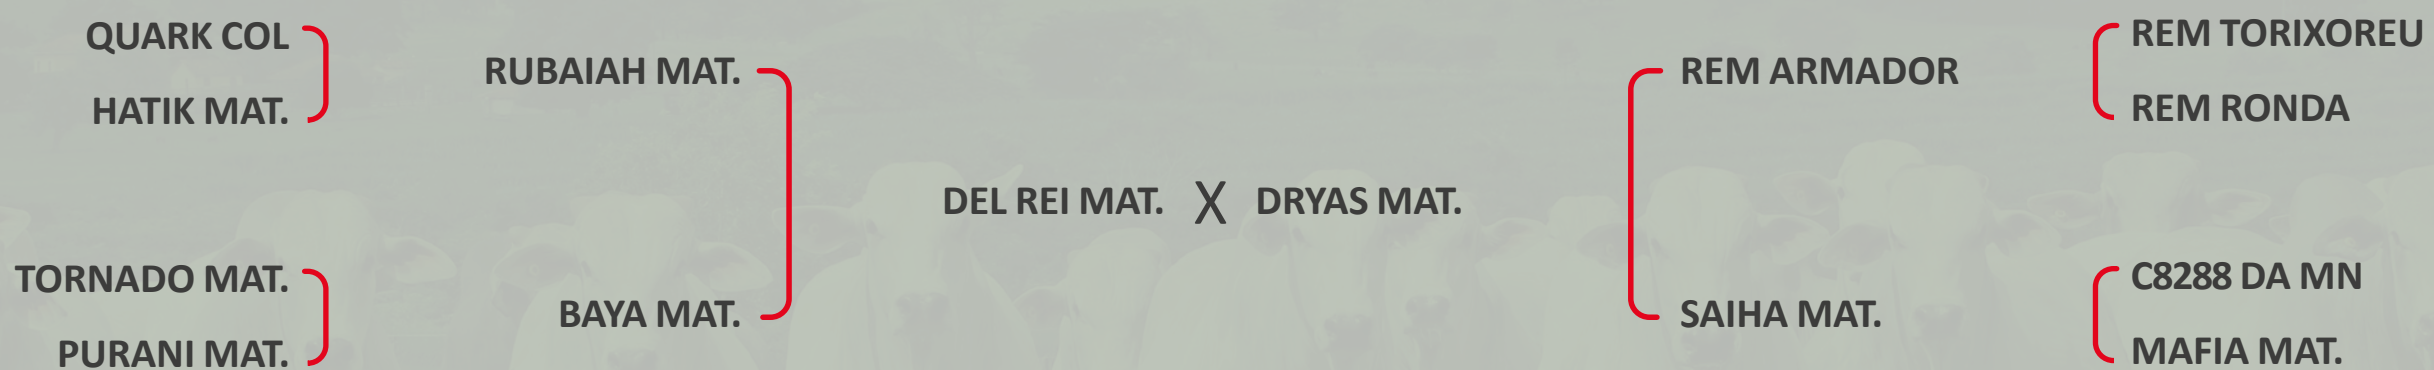 QUARK COL
HATIK MAT.
TORNADO MAT.
PURANI MAT.
RUBAIAH MAT.
BAYA MAT.
DEL REI MAT. X DRYAS MAT.
REM ARMADOR
SAIHA MAT.
REM TORIXOREU
REM RONDA
C8288 DA MN
MAFIA MAT.